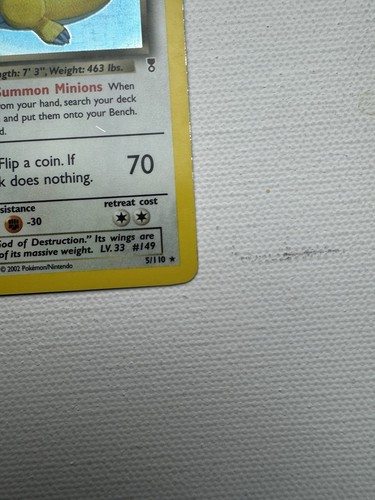 ngth: 7' 3", Weight: 463 lbs.
Summon Minions When
rom your hand, search your deck
and put them onto your Bench.
d.
Flip a coin. If 70
k does nothing.
sistance retreat cost
-30
God of Destruction." Its wings are
of its massive weight. LV. 33 #149
© 2002 Pokémon/Nintendo
5/110 ★